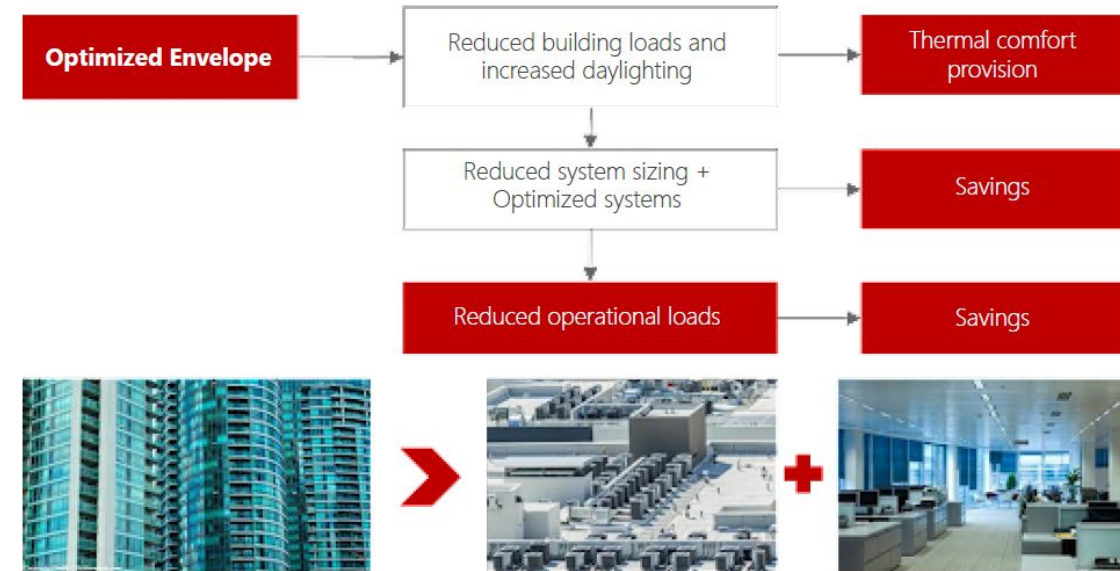 Optimized Envelope
Reduced building loads and
increased daylighting
Thermal comfort
provision
Reduced system sizing +
Optimized systems
Savings
Reduced operational loads
Savings